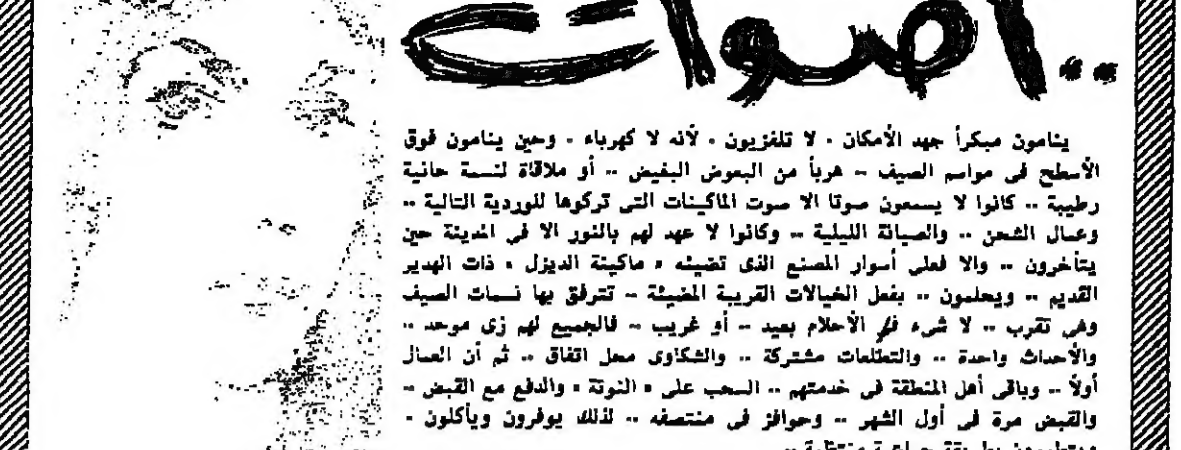 أصوات ..
ينامون مبكراً جهد الأمكان . لا تلفزيون . لأنه لا كهرباء . وحين ينامون فوق
الأسطح فى مواسم الصيف .. هرباً من البعوض البغيض .. أو ملاقاة لنسمة حانية
رطيبة .. كانوا لا يسمعون صوتا الا صوت الماكينات التى تركوها للوردية التالية ..
وعمال الشحن .. والصيانة الليلية .. وكانوا لا عهد لهم بالنور الا فى المدينة حين
يتأخرون .. والا فعلى أسوار المصنع الذى تضيئه « ماكينة الديزل » ذات الهدير
القديم .. ويحلمون .. بفعل الخيالات القريبة المضيئة .. تترفق بها نسمات الصيف
وهى تقرب .. لا شىء فى الأحلام بعيد .. أو غريب .. فالجميع لهم زى موحد ..
والأحداث واحدة .. والتطلعات مشتركة .. والشكاوى محل اتفاق .. ثم أن العمال
أولاً .. وباقى أهل المنطقة فى خدمتهم .. السحب على « النوتة » والدفع مع القبض ..
والقبض مرة فى أول الشهر .. وحوافز فى منتصفه .. لذلك يوفرون ويأكلون .